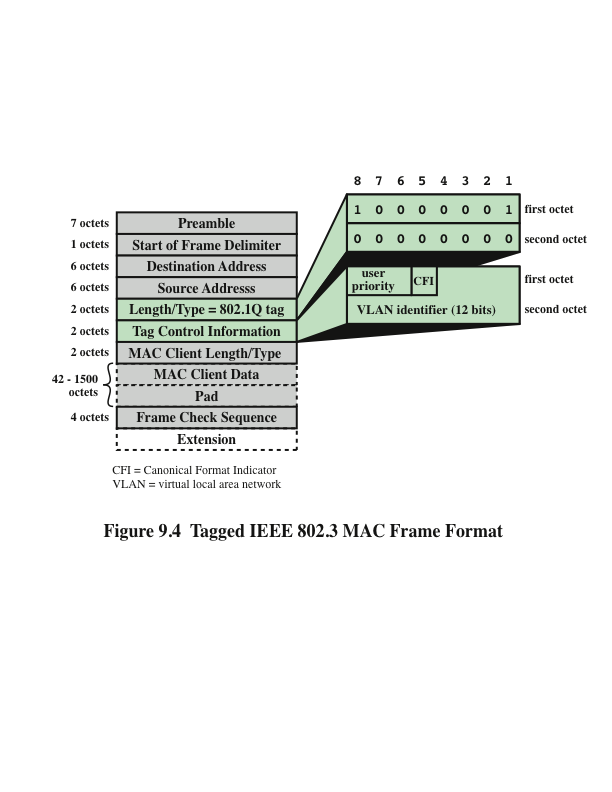 8 7 6 5 4 3 2 1
1 0 0 0 0 0 0 1 first octet
0 0 0 0 0 0 0 0 second octet
user
priority
CFI
first octet
VLAN identifier (12 bits) second octet
7 octets Preamble
1 octets Start of Frame Delimiter
6 octets Destination Address
6 octets Source Addresss
2 octets Length/Type = 802.1Q tag
2 octets Tag Control Information
2 octets MAC Client Length/Type
42 - 1500
octets
MAC Client Data
Pad
4 octets Frame Check Sequence
Extension
CFI = Canonical Format Indicator
VLAN = virtual local area network
Figure 9.4 Tagged IEEE 802.3 MAC Frame Format